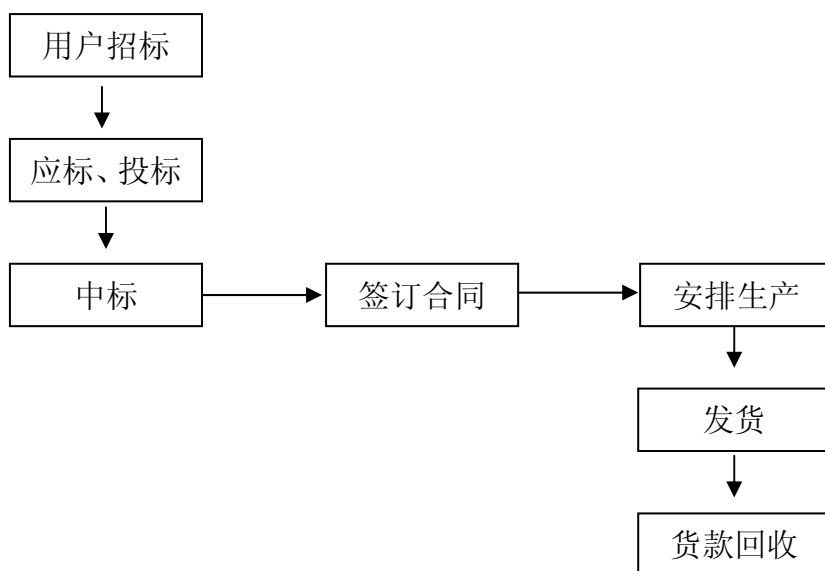 用户招标
应标、投标
中标
签订合同
安排生产
发货
货款回收